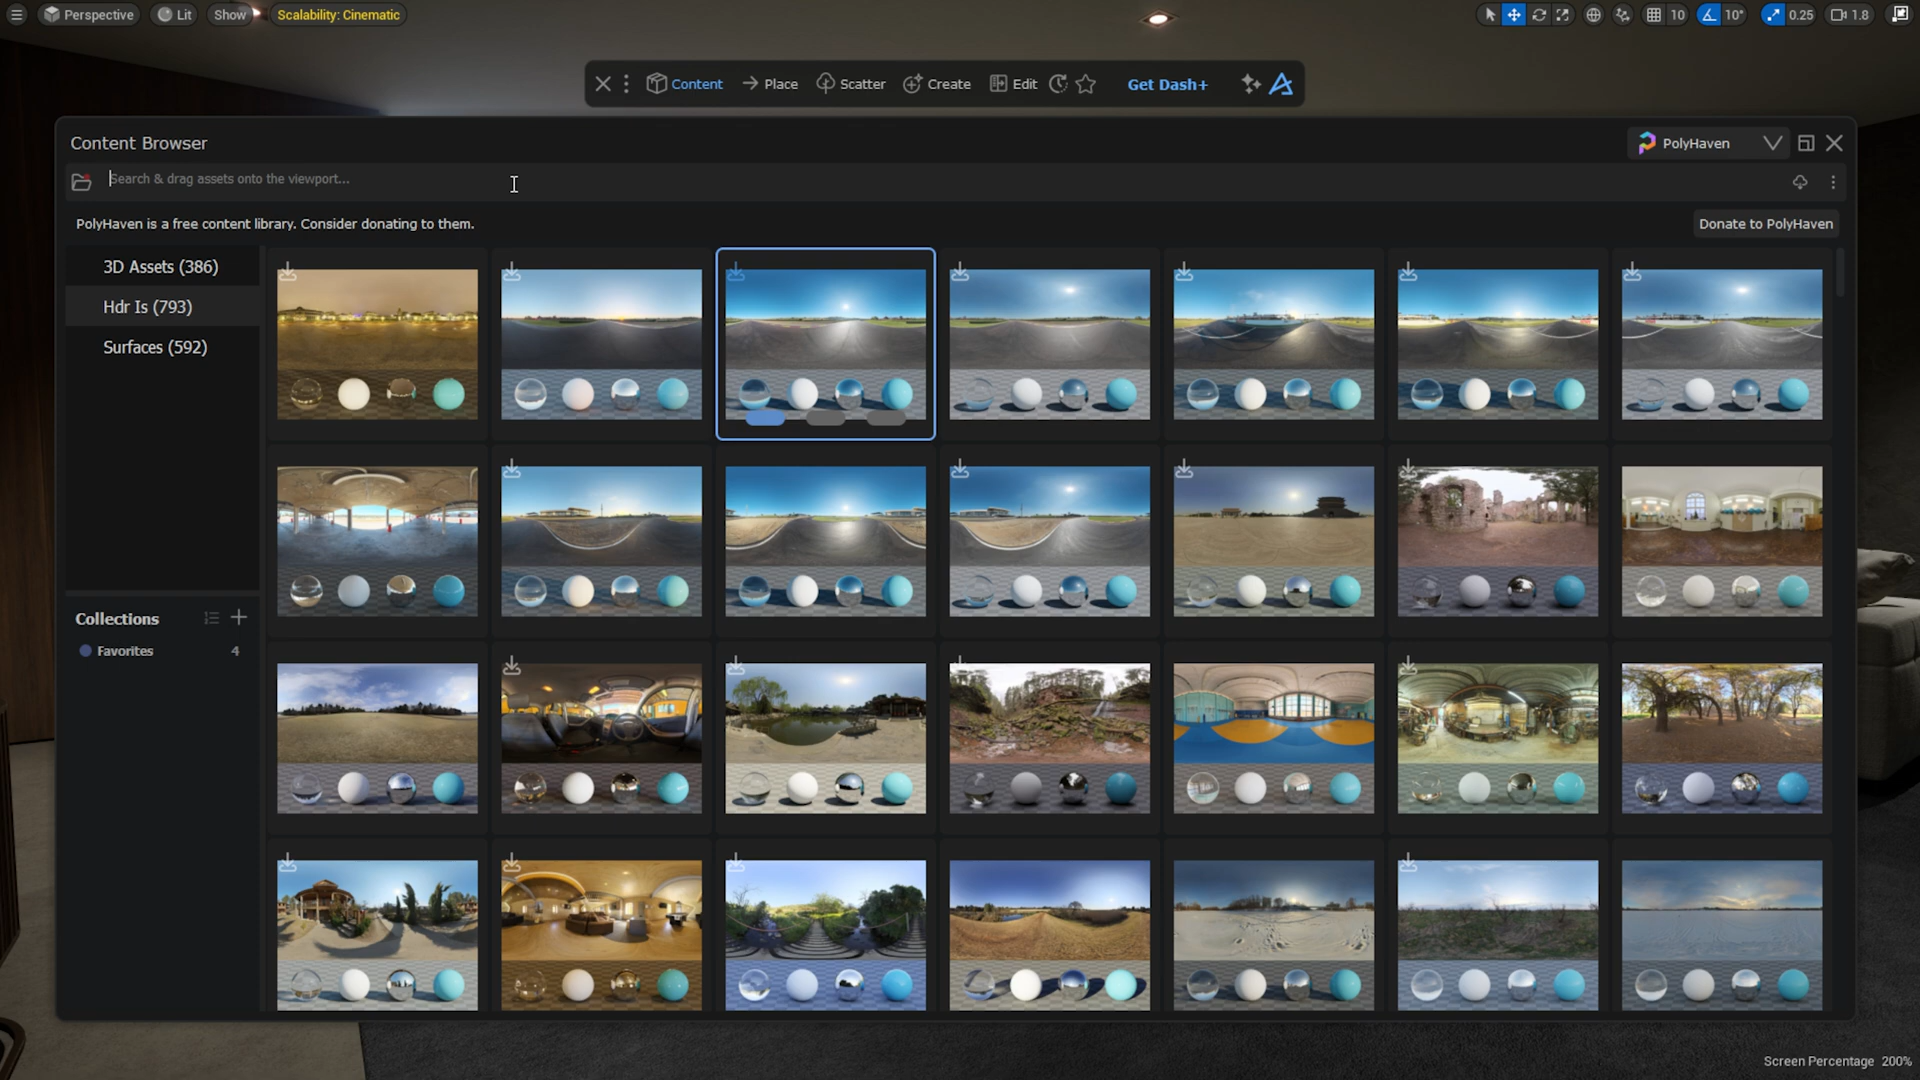 Perspective Lit Show Scalability: Cinematic 10 10° 0.25 1.8
Content Place Scatter Create Edit Get Dash+
Content Browser PolyHaven
Search & drag assets onto the viewport...
PolyHaven is a free content library. Consider donating to them. Donate to PolyHaven
3D Assets (386)
Hdr Is (793)
Surfaces (592)
Collections
Favorites 4
Screen Percentage 200%